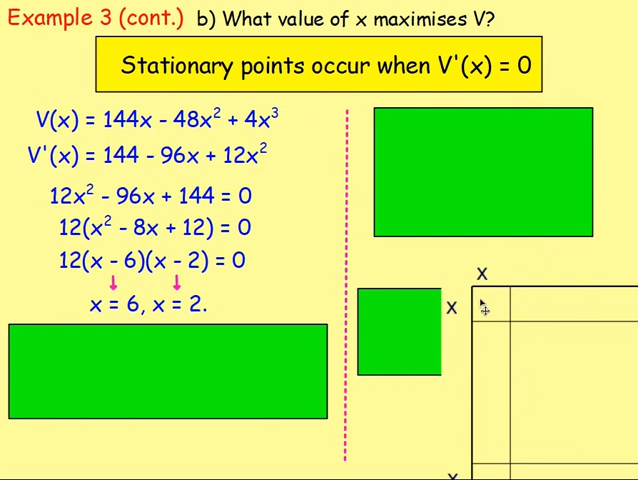 Example 3 (cont.) b) What value of x maximises V?
Stationary points occur when V'(x) = 0
V(x) = 144x - 48x² + 4x³
V'(x) = 144 - 96x + 12x²
12x² - 96x + 144 = 0
12(x² - 8x + 12) = 0
12(x - 6)(x - 2) = 0
x = 6, x = 2.
x
x
x